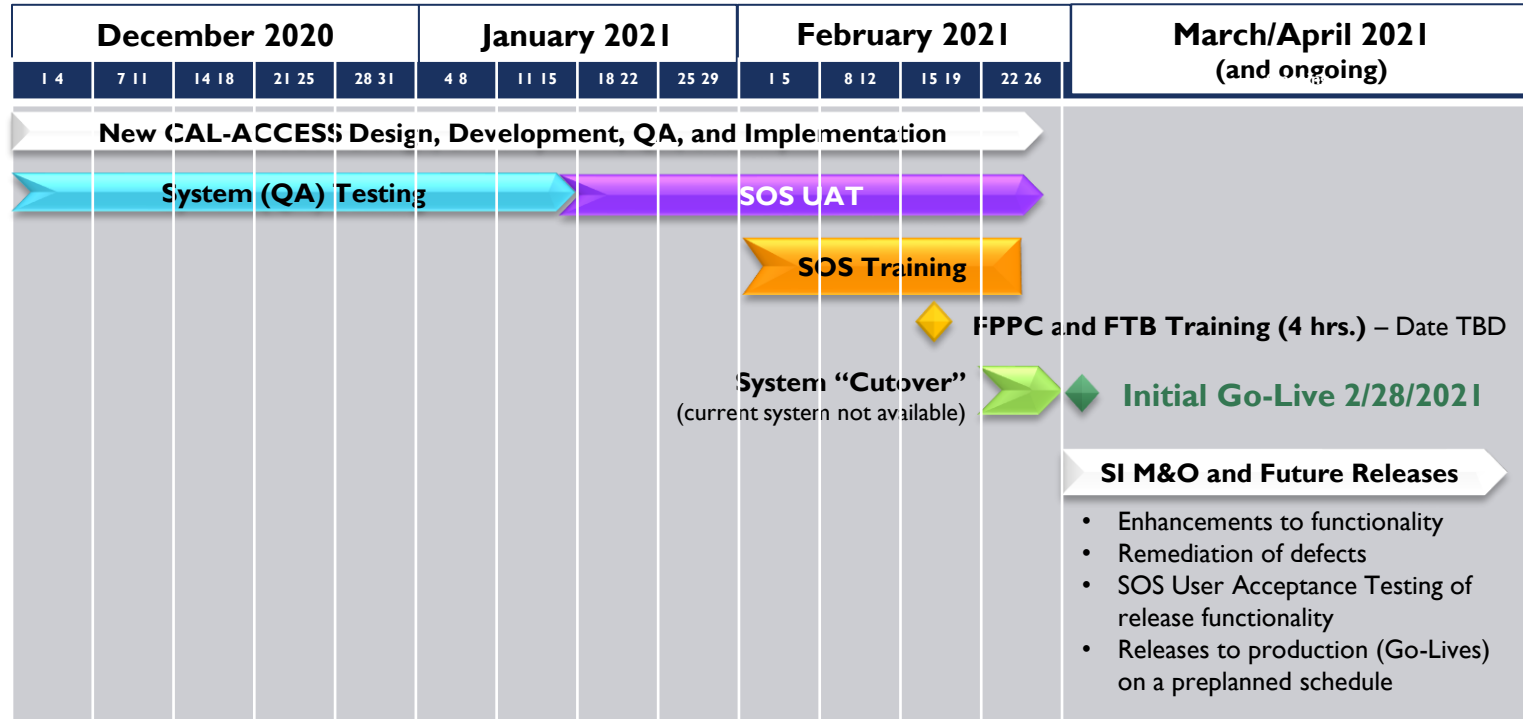 December 2020
January 2021
February 2021
March/April 2021
(and ongoing)
1 4
7 11
14 18
21 25
28 31
4 8
11 15
18 22
25 29
1 5
8 12
15 19
22 26
New CAL-ACCESS Design, Development, QA, and Implementation
System (QA) Testing
SOS UAT
SOS Training
FPPC and FTB Training (4 hrs.) – Date TBD
System “Cutover”
(current system not available)
Initial Go-Live 2/28/2021
SI M&O and Future Releases
• Enhancements to functionality
• Remediation of defects
• SOS User Acceptance Testing of
release functionality
• Releases to production (Go-Lives)
on a preplanned schedule